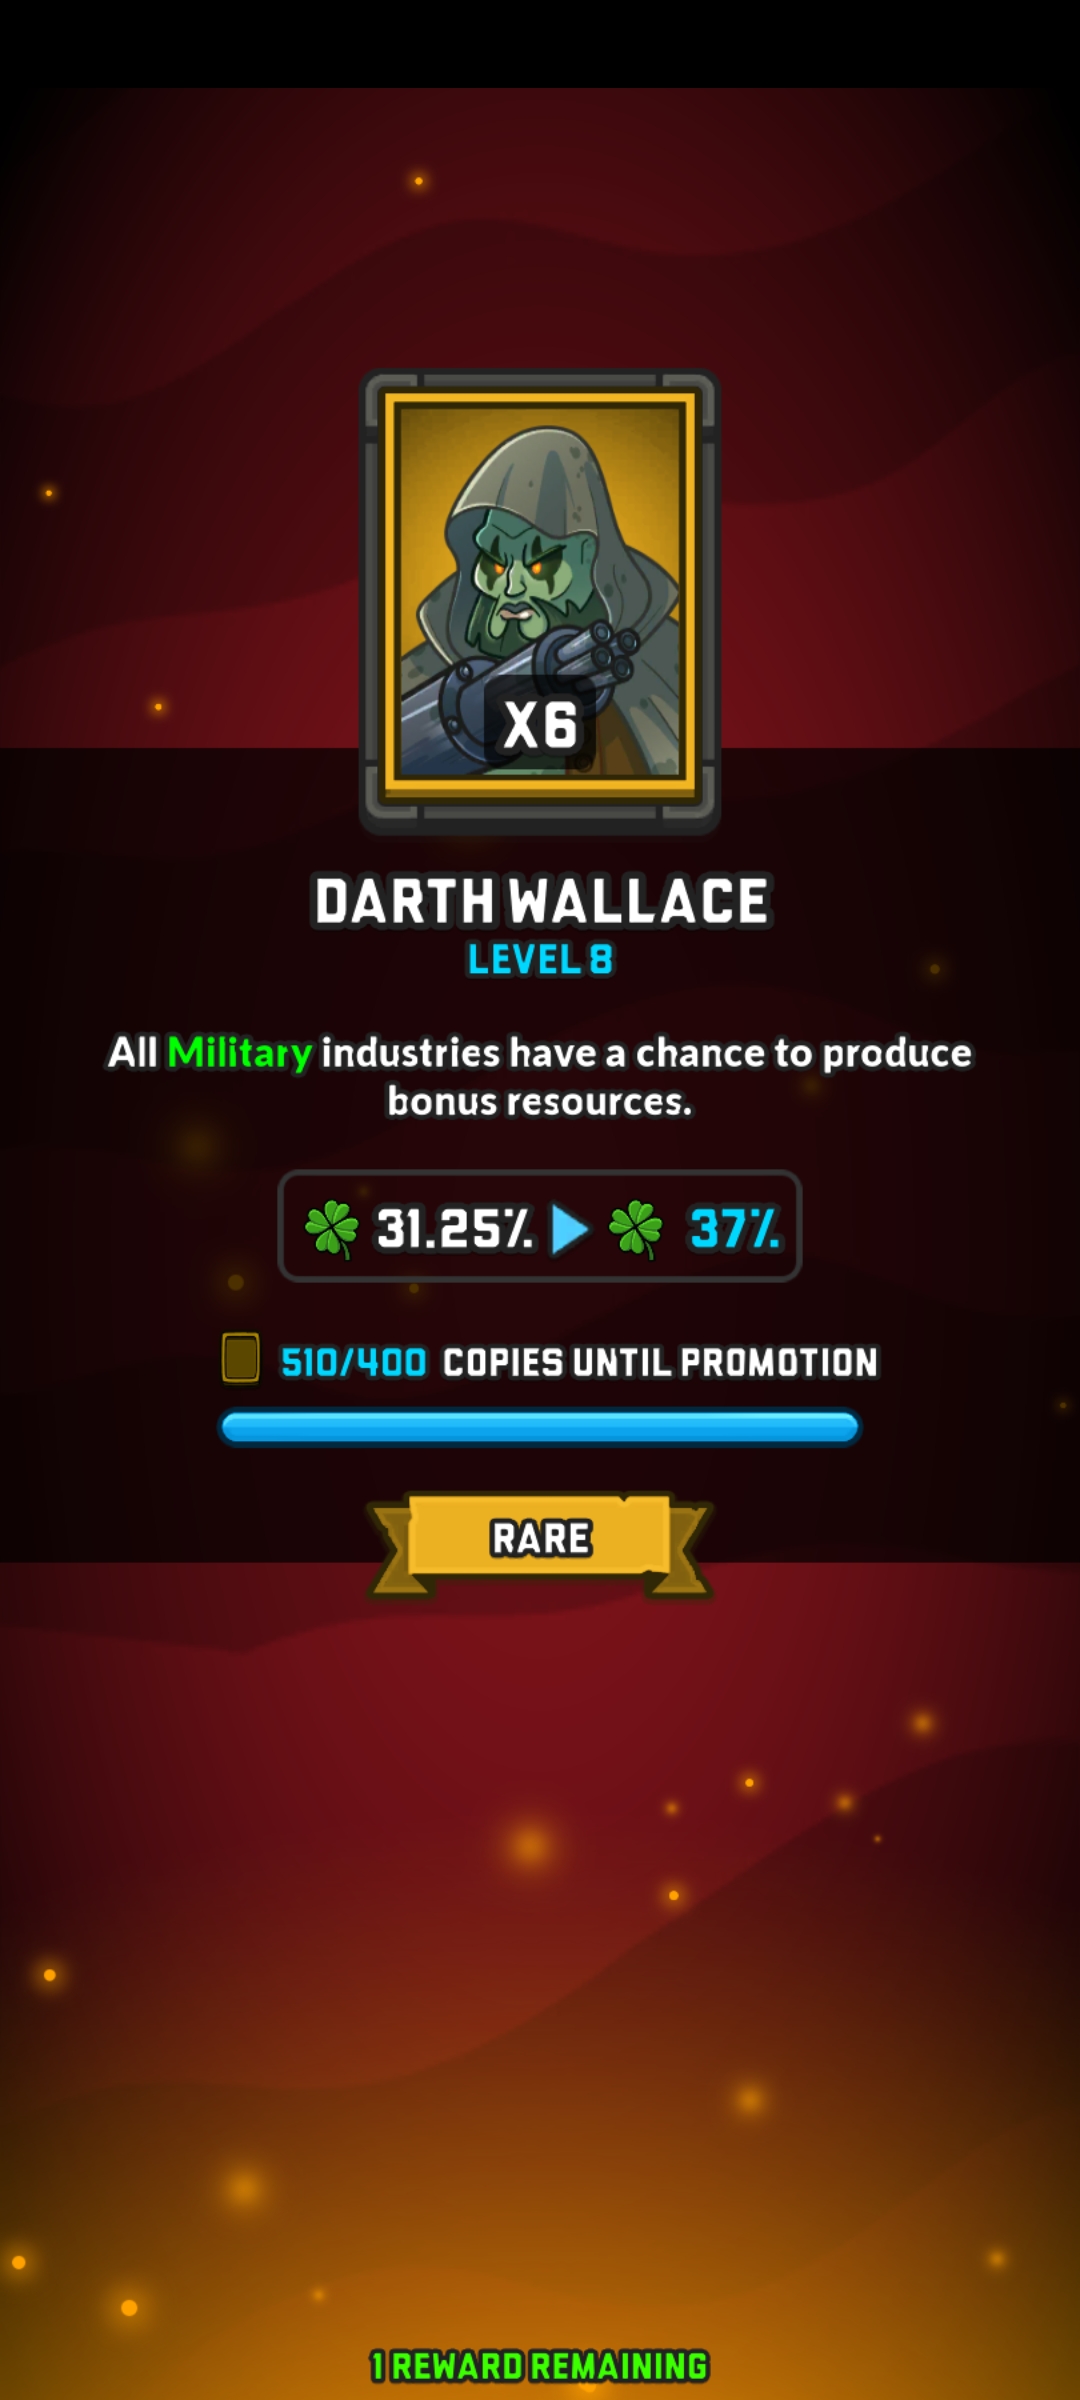 X6
DARTH WALLACE
LEVEL 8
All Military industries have a chance to produce
bonus resources.
31.25% 37%
510/400 COPIES UNTIL PROMOTION
RARE
1 REWARD REMAINING